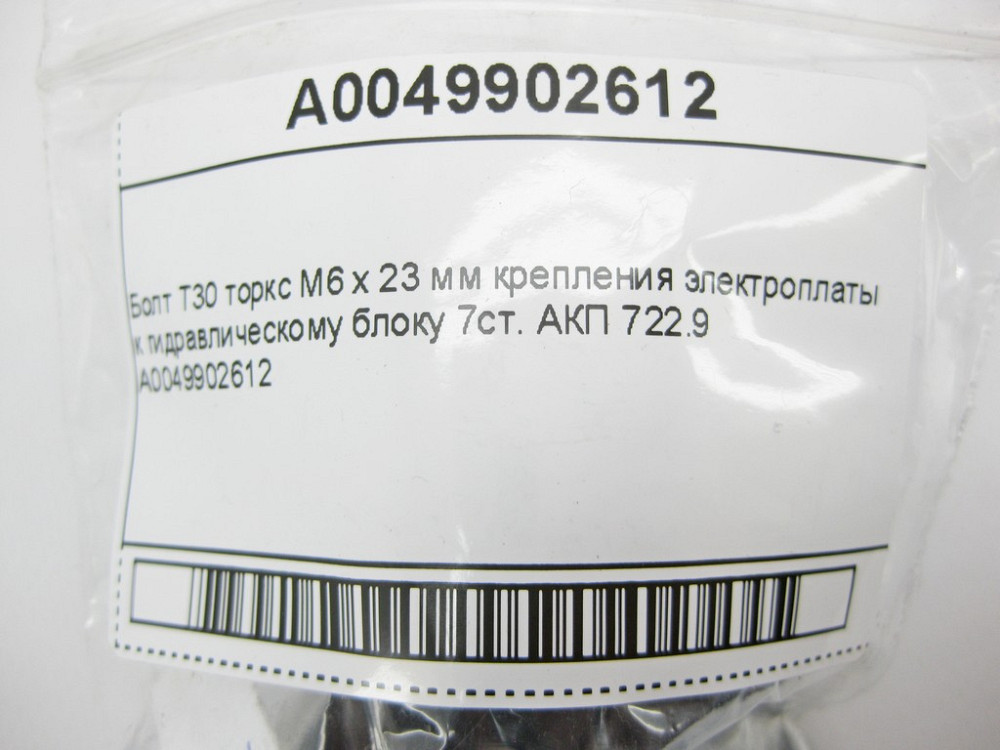 A0049902612
Болт Т30 торкс М6 х 23 мм крепления электроплаты
к гидравлическому блоку 7ст. АКП 722.9
A0049902612